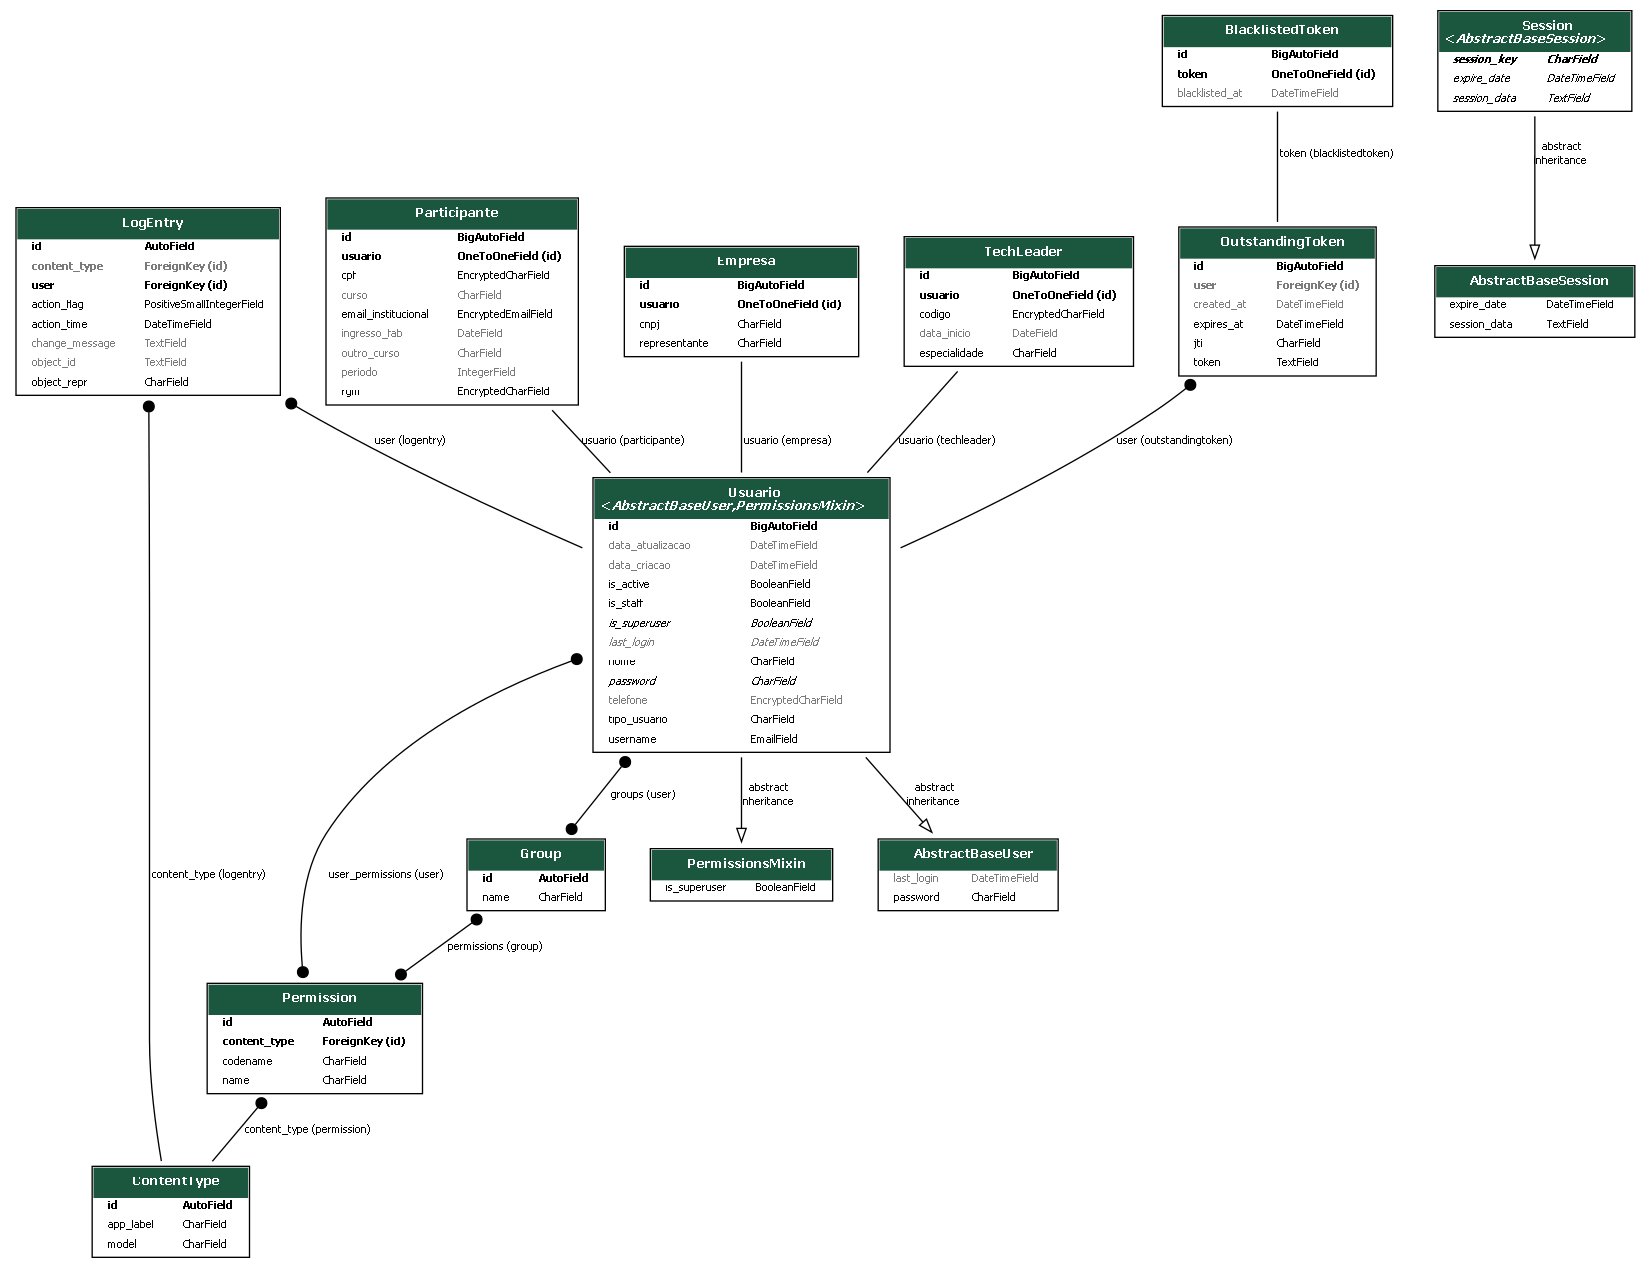 BlacklistedToken
id BigAutoField
token OneToOneField (id)
blacklisted_at DateTimeField
Session
<AbstractBaseSession>
session_key CharField
expire_date DateTimeField
session_data TextField
token (blacklistedtoken)
abstract
inheritance
LogEntry
id AutoField
content_type ForeignKey (id)
user ForeignKey (id)
action_flag PositiveSmallIntegerField
action_time DateTimeField
change_message TextField
object_id TextField
object_repr CharField
Participante
id BigAutoField
usuario OneToOneField (id)
cpf EncryptedCharField
curso CharField
email_institucional EncryptedEmailField
ingresso_fab DateField
outro_curso CharField
periodo IntegerField
rgm EncryptedCharField
Empresa
id BigAutoField
usuario OneToOneField (id)
cnpj CharField
representante CharField
TechLeader
id BigAutoField
usuario OneToOneField (id)
codigo EncryptedCharField
data_inicio DateField
especialidade CharField
OutstandingToken
id BigAutoField
user ForeignKey (id)
created_at DateTimeField
expires_at DateTimeField
jti CharField
token TextField
AbstractBaseSession
expire_date DateTimeField
session_data TextField
user (logentry)
usuario (participante)
usuario (empresa)
usuario (techleader)
user (outstandingtoken)
Usuario
<AbstractBaseUser,PermissionsMixin>
id BigAutoField
data_atualizacao DateTimeField
data_criacao DateTimeField
is_active BooleanField
is_staff BooleanField
is_superuser BooleanField
last_login DateTimeField
nome CharField
password CharField
telefone EncryptedCharField
tipo_usuario CharField
username EmailField
groups (user)
abstract
inheritance
abstract
inheritance
content_type (logentry)
user_permissions (user)
Group
id AutoField
name CharField
PermissionsMixin
is_superuser BooleanField
AbstractBaseUser
last_login DateTimeField
password CharField
permissions (group)
Permission
id AutoField
content_type ForeignKey (id)
codename CharField
name CharField
content_type (permission)
ContentType
id AutoField
app_label CharField
model CharField